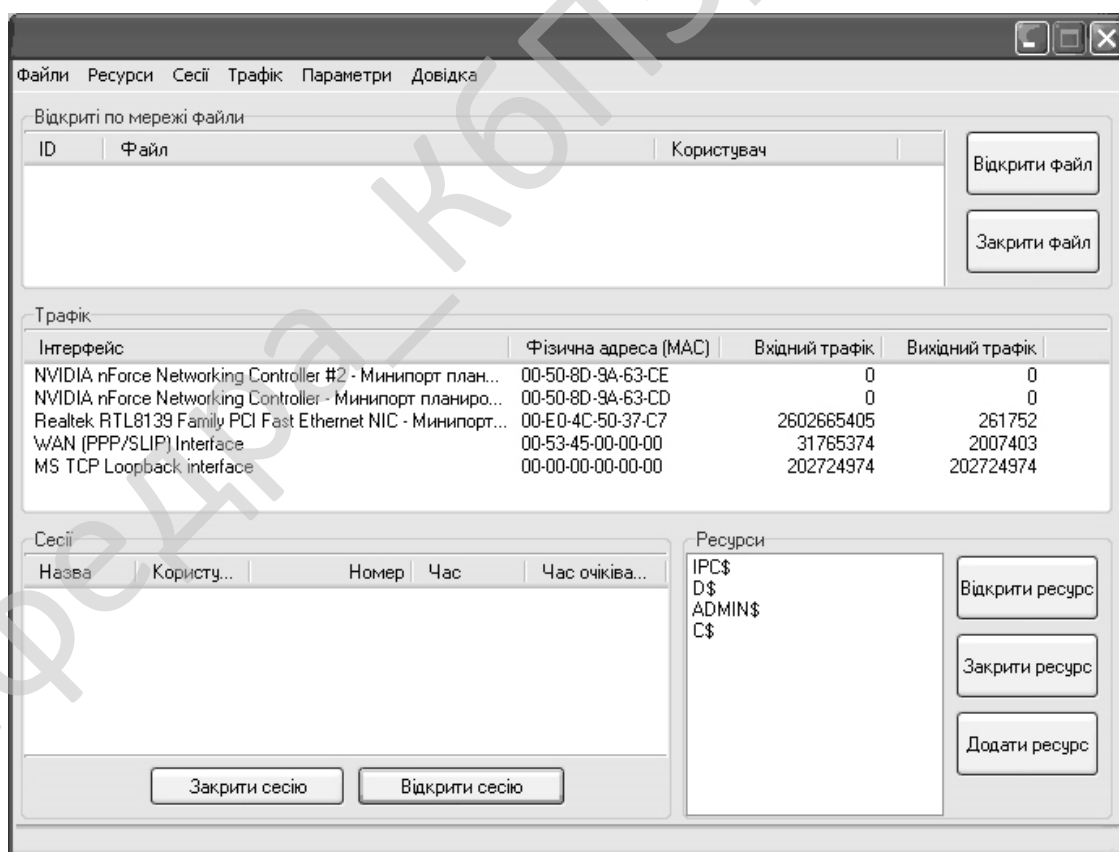 Файли Ресурси Сесії Трафік Параметри Довідка
Відкриті по мережі файли
ID Файл Користувач
Відкрити файл
Закрити файл
Трафік
Інтерфейс Фізична адреса (MAC) Вхідний трафік Вихідний трафік
NVIDIA nForce Networking Controller #2 - Минипорт план... 00-50-8D-9A-63-CE 0 0
NVIDIA nForce Networking Controller - Минипорт планиро... 00-50-8D-9A-63-CD 0 0
Realtek RTL8139 Family PCI Fast Ethernet NIC - Минипорт... 00-E0-4C-50-37-C7 2602665405 261752
WAN (PPP/SLIP) Interface 00-53-45-00-00-00 31765374 2007403
MS TCP Loopback interface 00-00-00-00-00-00 202724974 202724974
Сесії
Назва Користу... Номер Час Час очіківа...
Закрити сесію Відкрити сесію
Ресурси
IPC$
D$
ADMIN$
C$
Відкрити ресурс
Закрити ресурс
Додати ресурс